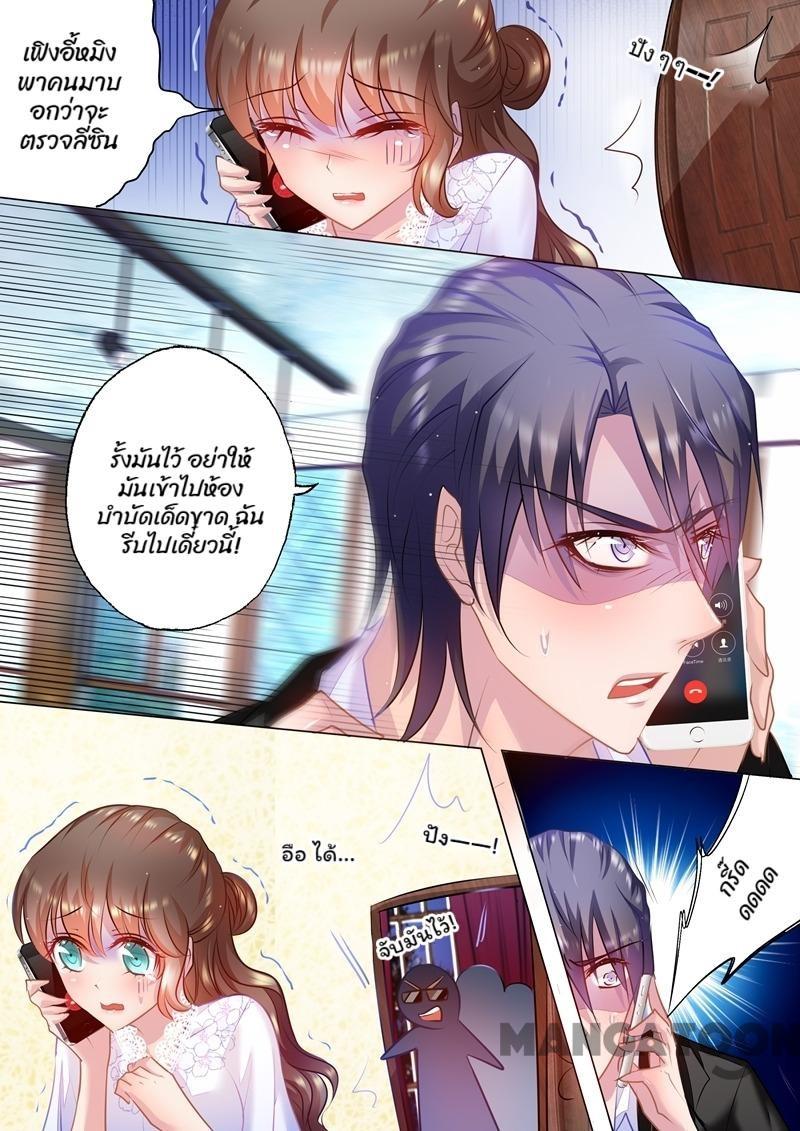 เฟิงอี้หมิง
พาคนมาบ
อกว่าจะ
ตรวจลีซิน
ปัง ๆ ๆ——!
รั้งมันไว้ อย่าให้
มันเข้าไปห้อง
บำบัดเด็ดขาด ฉัน
รีบไปเดี๋ยวนี้!
FaceTime
อือ ได้...
ปัง——!
จับมันไว้!
กรี๊ด
ดดดด
MANGATOON